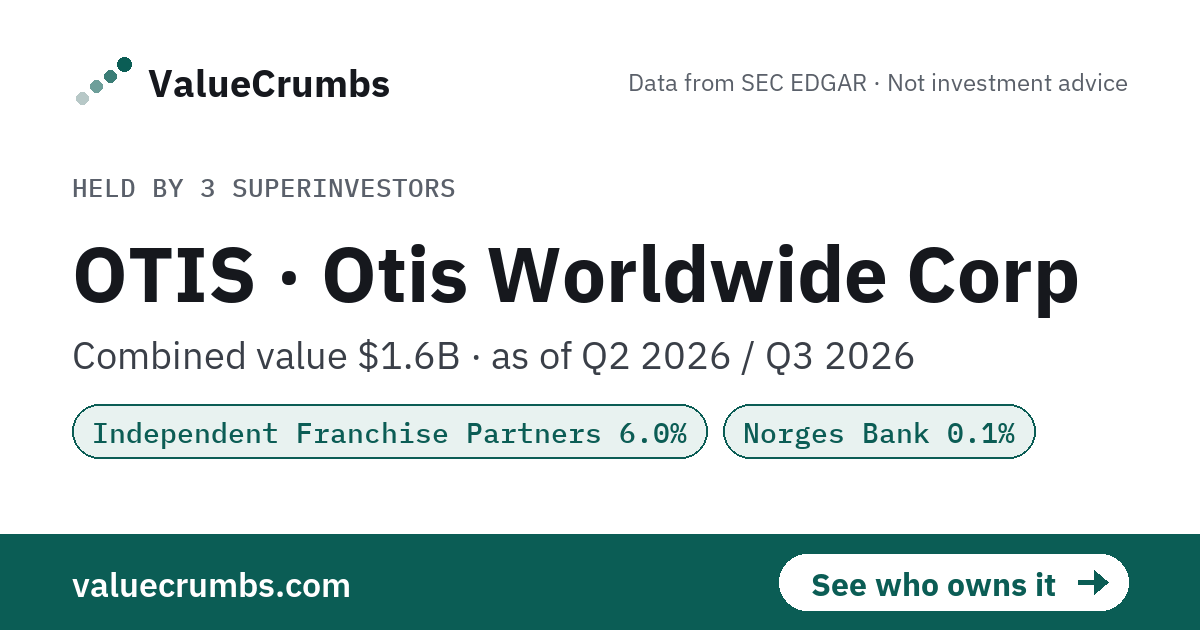 ValueCrumbs
Data from SEC EDGAR · Not investment advice
HELD BY 3 SUPERINVESTORS
OTIS · Otis Worldwide Corp
Combined value $1.6B · as of Q2 2026 / Q3 2026
Independent Franchise Partners 6.0%
Norges Bank 0.1%
valuecrumbs.com
See who owns it